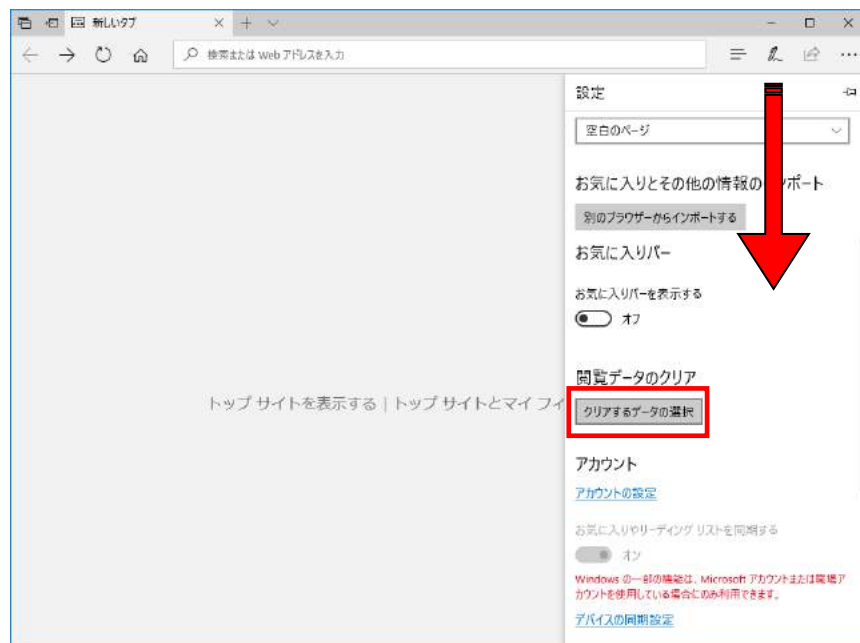 新しいタブ
検索または Web アドレスを入力
設定
空白のページ
お気に入りとその他の情報の ンポート
別のブラウザーからインポートする
お気に入りバー
お気に入りバーを表示する
オフ
閲覧データのクリア
トップ サイトを表示する | トップ サイトとマイ フィ
クリアするデータの選択
アカウント
アカウントの設定
お気に入りやリーディング リストを同期する
オン
Windows の一部の機能は、Microsoft アカウントまたは職場ア
カウントを使用している場合にのみ利用できます。
デバイスの同期設定